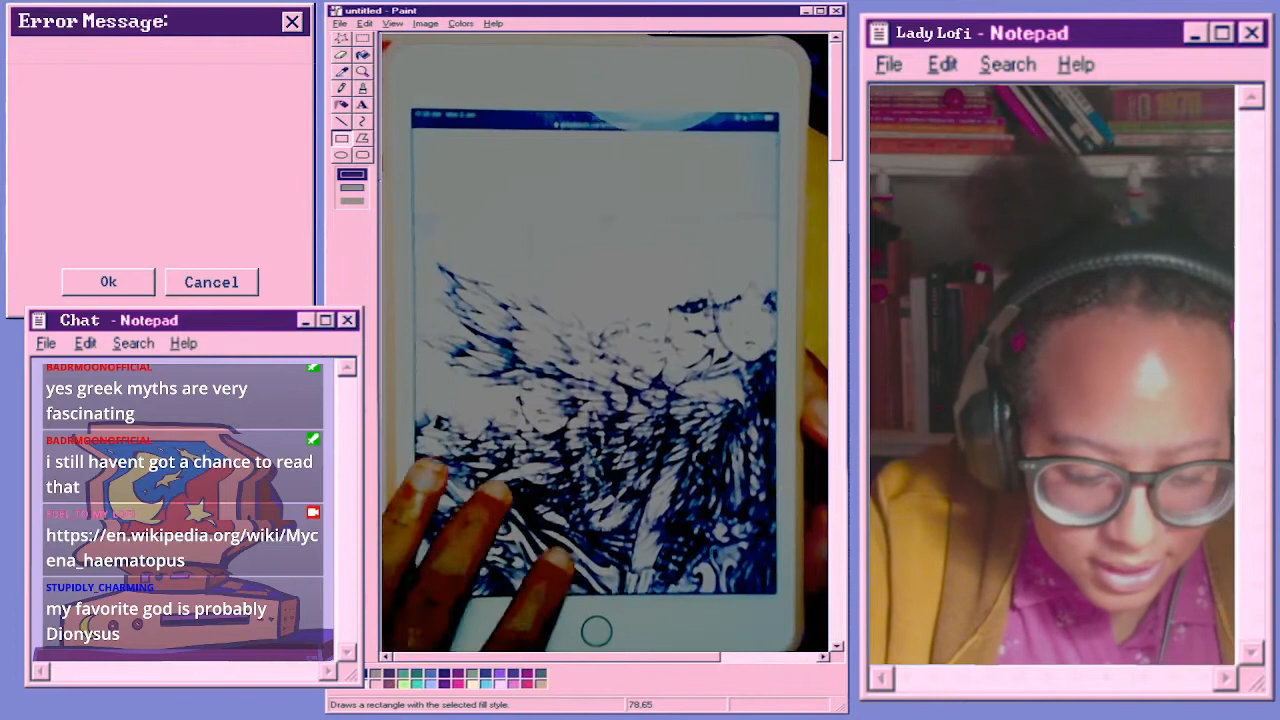 Error Message:
Ok
Cancel
Chat - Notepad
File Edit Search Help
BADRMOONOFFICIAL
yes greek myths are very
fascinating
BADRMOONOFFICIAL
i still havent got a chance to read
that
https://en.wikipedia.org/wiki/Myc
ena_haematopus
STUPIDLY_CHARMING
my favorite god is probably
Dionysus
untitled - Paint
File Edit View Image Colors Help
A
Draws a rectangle with the selected fill style.
78,65
Lady Lofi - Notepad
File Edit Search Help